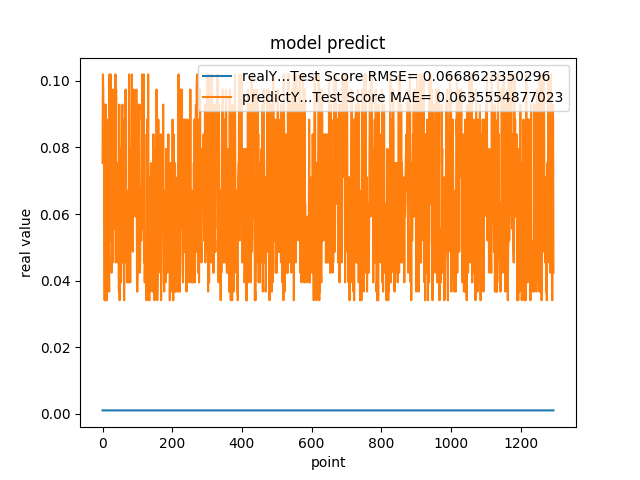 model predict
realY...Test Score RMSE= 0.0668623350296
predictY...Test Score MAE= 0.0635554877023
0.10
0.08
0.06
0.04
0.02
0.00
real value
0 200 400 600 800 1000 1200
point